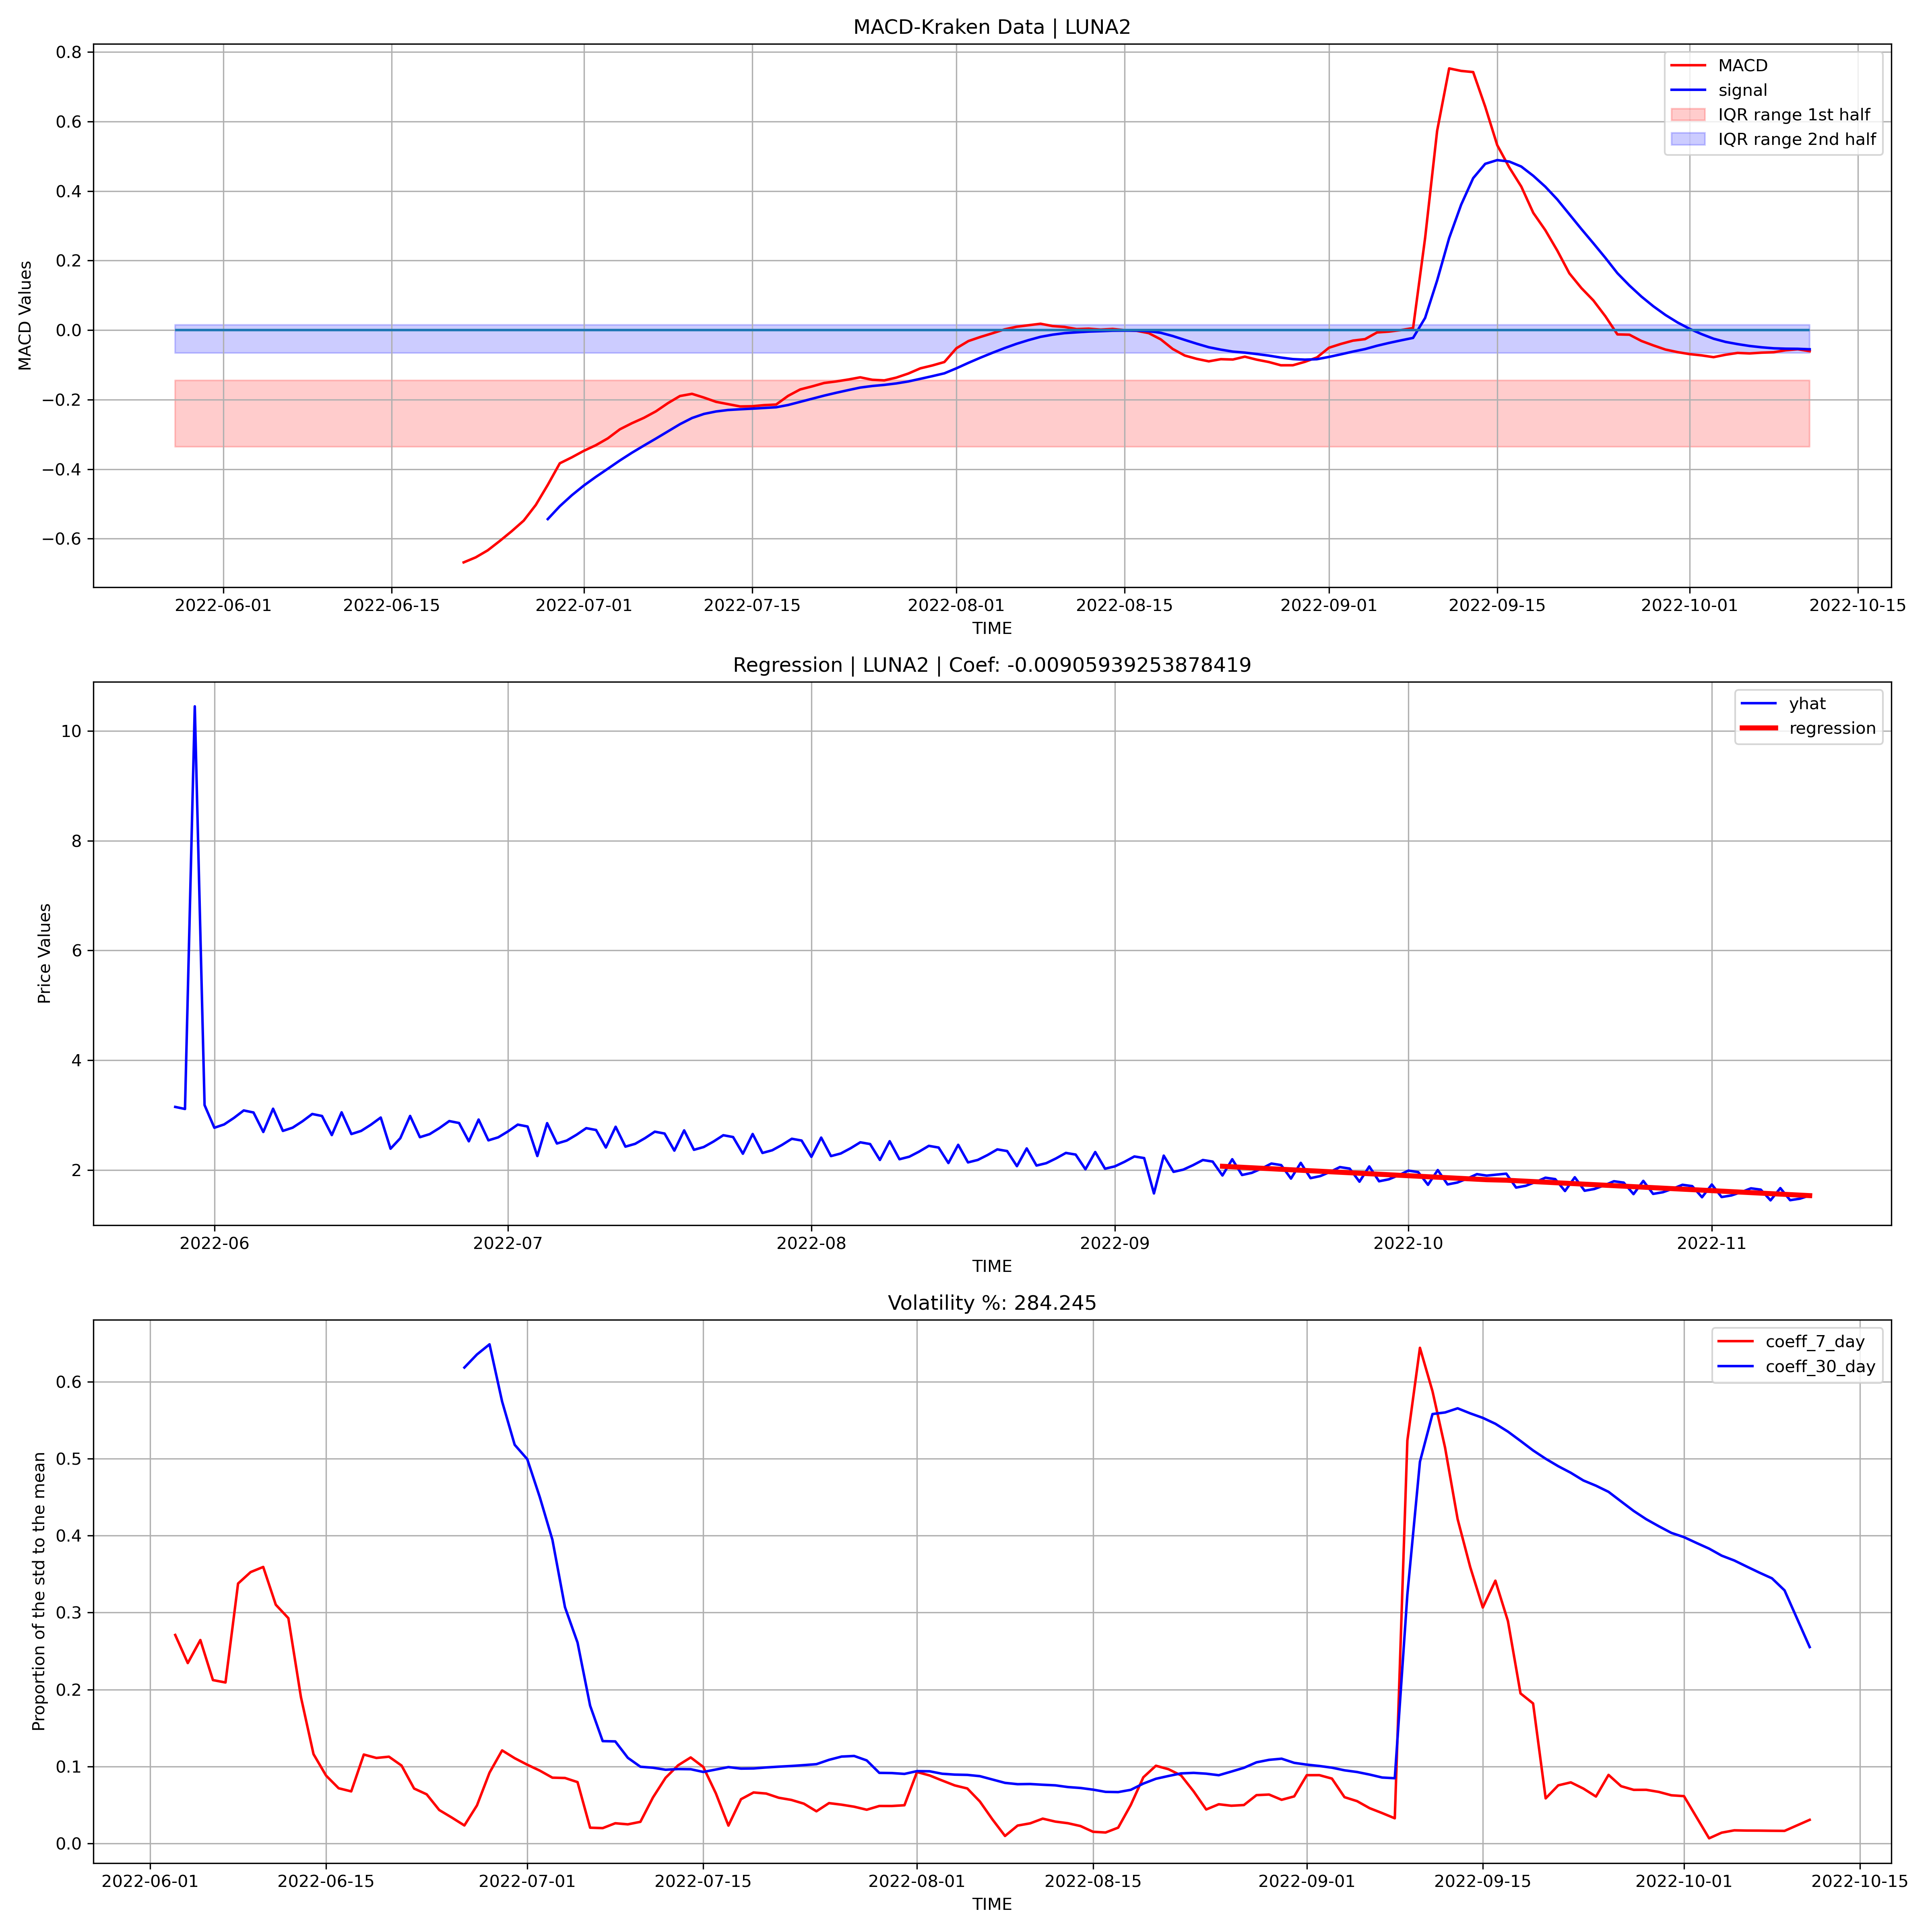 MACD-Kraken Data | LUNA2
MACD Values
0.8
0.6
0.4
0.2
0.0
−0.2
−0.4
−0.6
MACD
signal
IQR range 1st half
IQR range 2nd half
2022-06-01 2022-06-15 2022-07-01 2022-07-15 2022-08-01 2022-08-15 2022-09-01 2022-09-15 2022-10-01 2022-10-15
TIME
Regression | LUNA2 | Coef: -0.00905939253878419
Price Values
10
8
6
4
2
yhat
regression
2022-06 2022-07 2022-08 2022-09 2022-10 2022-11
TIME
Volatility %: 284.245
Proportion of the std to the mean
0.6
0.5
0.4
0.3
0.2
0.1
0.0
coeff_7_day
coeff_30_day
2022-06-01 2022-06-15 2022-07-01 2022-07-15 2022-08-01 2022-08-15 2022-09-01 2022-09-15 2022-10-01 2022-10-15
TIME